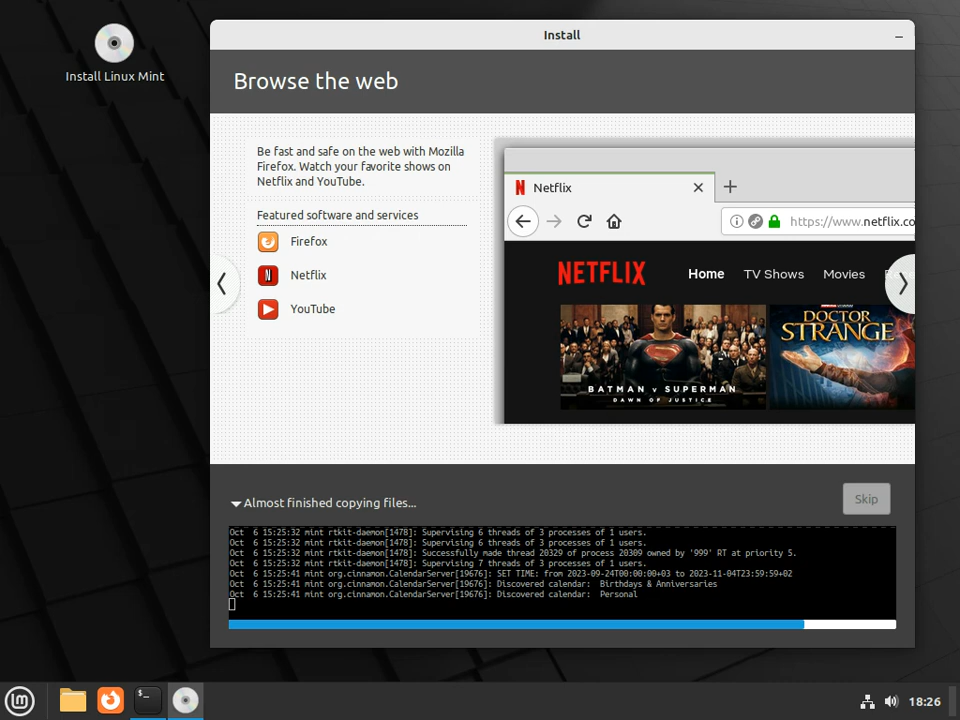 Install Linux Mint
Install
Browse the web
Be fast and safe on the web with Mozilla
Firefox. Watch your favorite shows on
Netflix and YouTube.
Featured software and services
Firefox
Netflix
YouTube
Netflix
https://www.netflix.co
NETFLIX Home TV Shows Movies
BATMAN v SUPERMAN
DAWN OF JUSTICE
DOCTOR
STRANGE
Almost finished copying files...
Skip
Oct  6 15:25:32 mint rtkit-daemon[1478]: Supervising 6 threads of 3 processes of 1 users.
Oct  6 15:25:32 mint rtkit-daemon[1478]: Supervising 6 threads of 3 processes of 1 users.
Oct  6 15:25:32 mint rtkit-daemon[1478]: Successfully made thread 20329 of process 20309 owned by '999' RT at priority 5.
Oct  6 15:25:32 mint rtkit-daemon[1478]: Supervising 7 threads of 3 processes of 1 users.
Oct  6 15:25:41 mint org.cinnamon.CalendarServer[19676]: SET TIME: from 2023-09-24T00:00:00+03 to 2023-11-04T23:59:59+02
Oct  6 15:25:41 mint org.cinnamon.CalendarServer[19676]: Discovered calendar:  Birthdays & Anniversaries
Oct  6 15:25:41 mint org.cinnamon.CalendarServer[19676]: Discovered calendar:  Personal
18:26